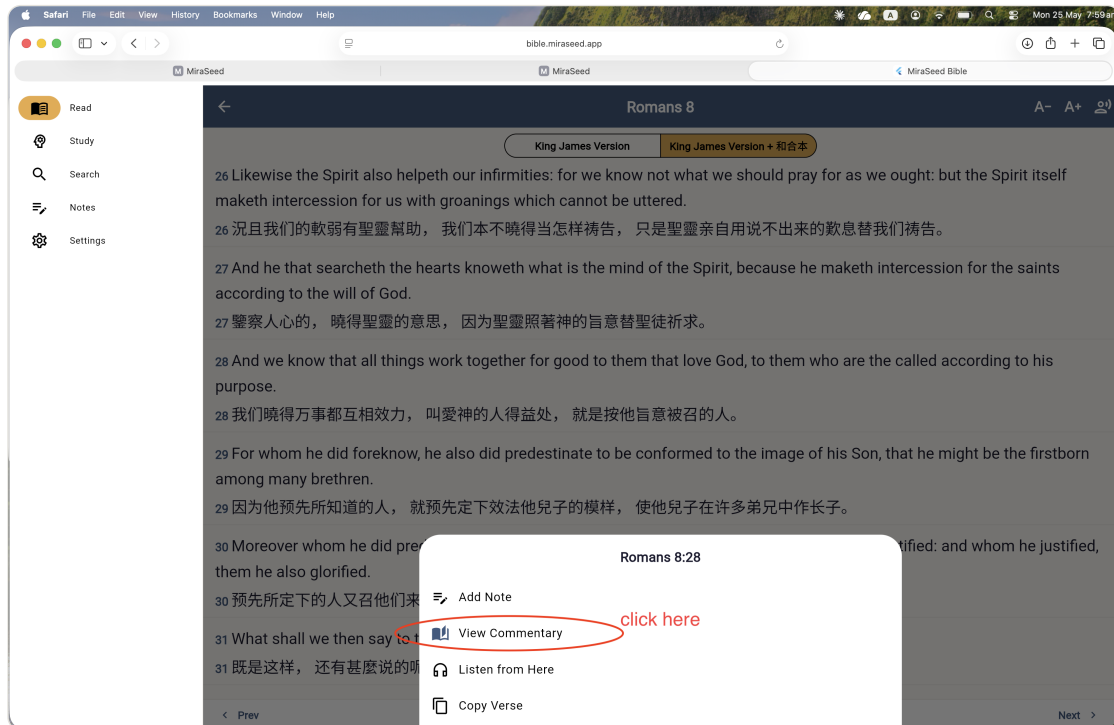 Safari File Edit View History Bookmarks Window Help
A
Mon 25 May 7:59am
bible.miraseed.app
M MiraSeed
M MiraSeed
MiraSeed Bible
Read
Study
Search
Notes
Settings
Romans 8
A- A+
King James Version
King James Version + 和合本
26 Likewise the Spirit also helpeth our infirmities: for we know not what we should pray for as we ought: but the Spirit itself
maketh intercession for us with groanings which cannot be uttered.
26 况且我们的軟弱有聖靈幫助， 我们本不曉得当怎样祷告， 只是聖靈亲自用说不出来的歎息替我们祷告。
27 And he that searcheth the hearts knoweth what is the mind of the Spirit, because he maketh intercession for the saints
according to the will of God.
27 鑒察人心的， 曉得聖靈的意思， 因为聖靈照著神的旨意替聖徒祈求。
28 And we know that all things work together for good to them that love God, to them who are the called according to his
purpose.
28 我们曉得万事都互相效力， 叫愛神的人得益处， 就是按他旨意被召的人。
29 For whom he did foreknow, he also did predestinate to be conformed to the image of his Son, that he might be the firstborn
among many brethren.
29 因为他预先所知道的人， 就预先定下效法他兒子的模样， 使他兒子在许多弟兄中作长子。
30 Moreover whom he did pre
tified: and whom he justified,
them he also glorified.
30 预先所定下的人又召他们来
31 What shall we then say to t
31 既是这样， 还有甚麼说的呢
Romans 8:28
Add Note
View Commentary
click here
Listen from Here
Copy Verse
< Prev
Next >